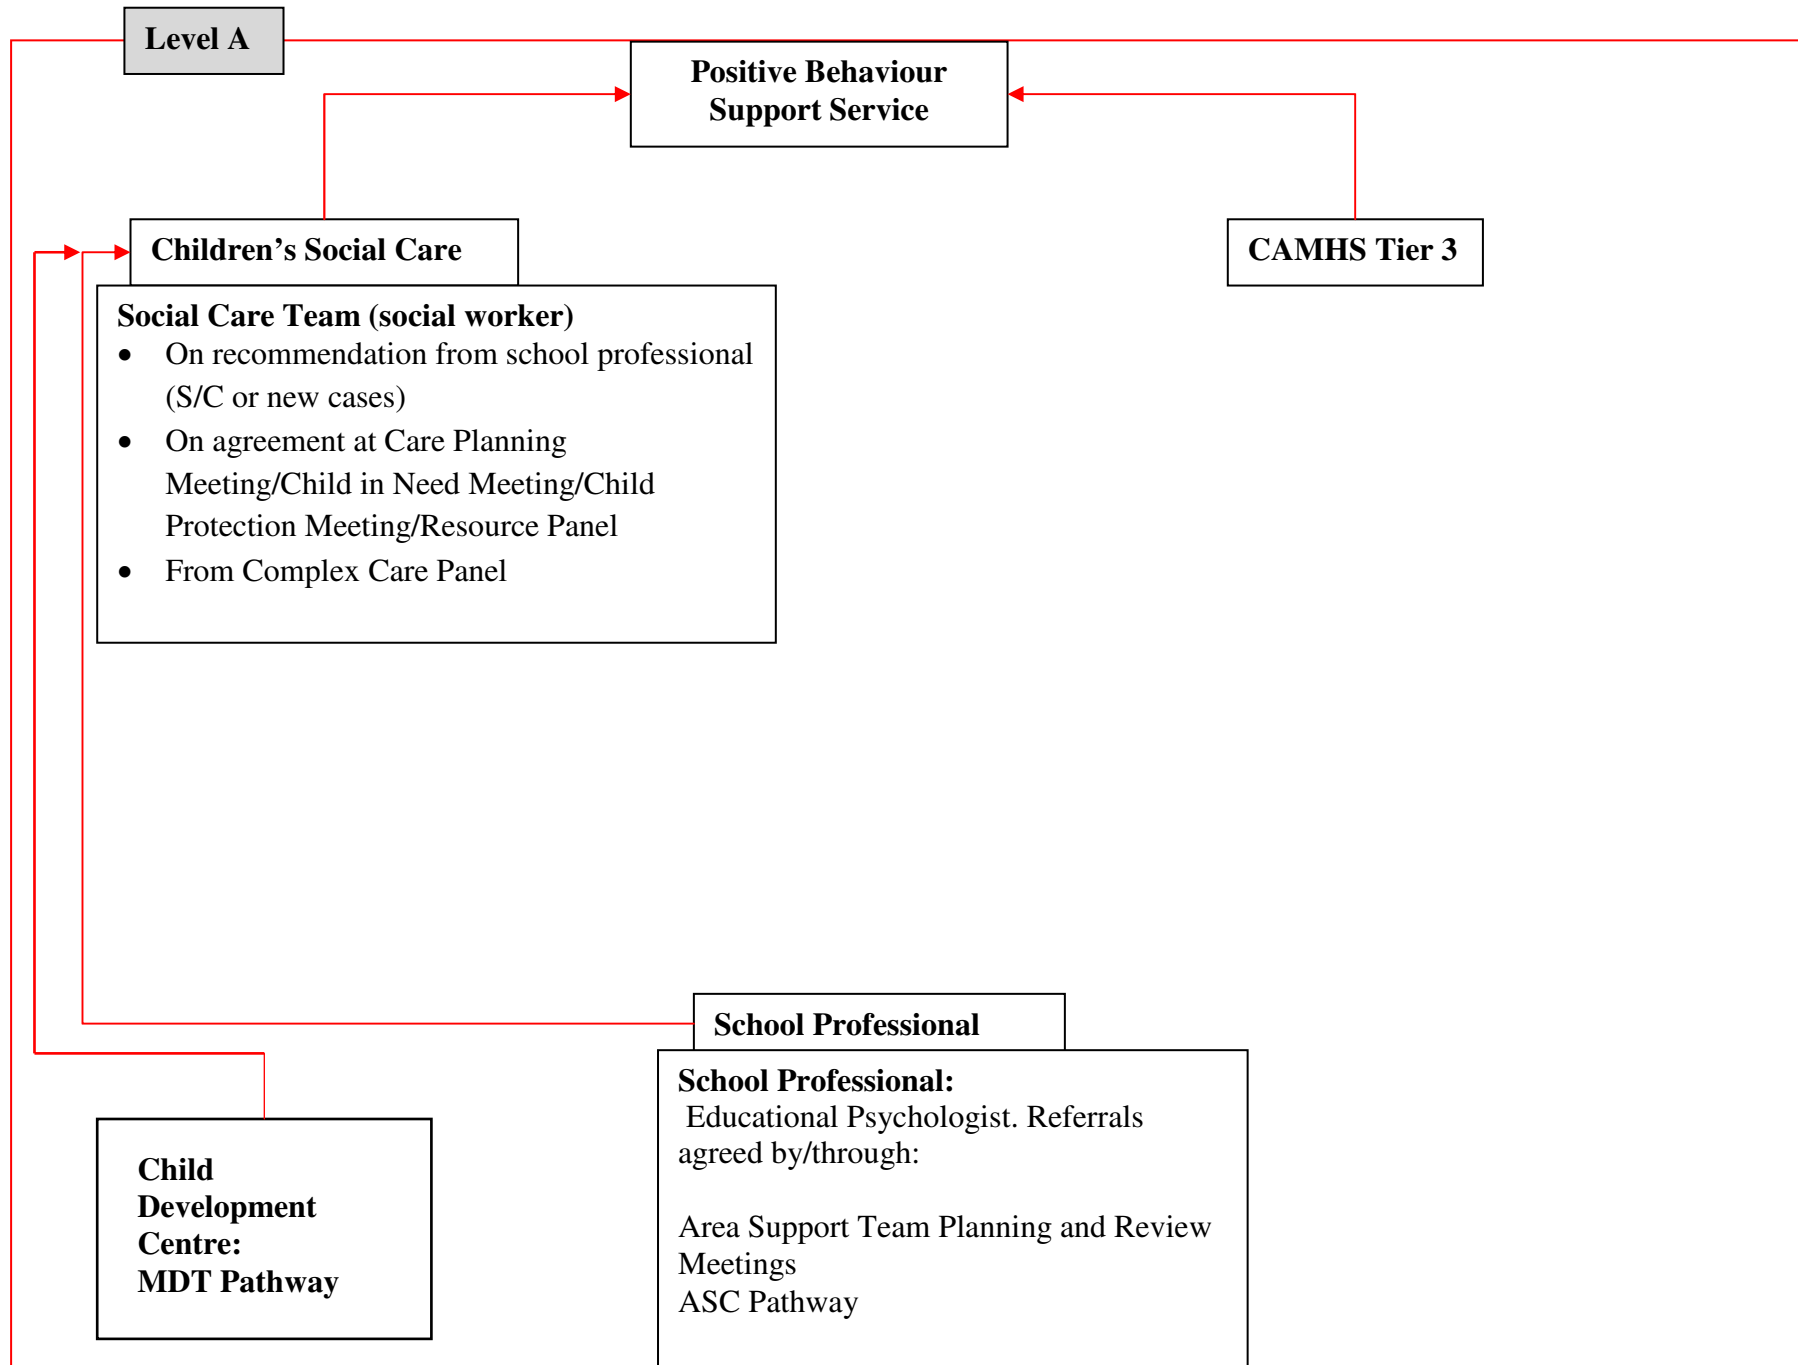 Level A
Positive Behaviour
Support Service
Children’s Social Care
CAMHS Tier 3
Social Care Team (social worker)
• On recommendation from school professional
(S/C or new cases)
• On agreement at Care Planning
Meeting/Child in Need Meeting/Child
Protection Meeting/Resource Panel
• From Complex Care Panel
School Professional
School Professional:
Educational Psychologist. Referrals
agreed by/through:
Area Support Team Planning and Review
Meetings
ASC Pathway
Child
Development
Centre:
MDT Pathway